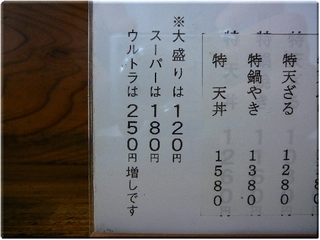 特天ざる 1280
特鍋やき 1380
特 天丼 1580
※大盛りは120円
スーパーは180円
ウルトラは250円増しです